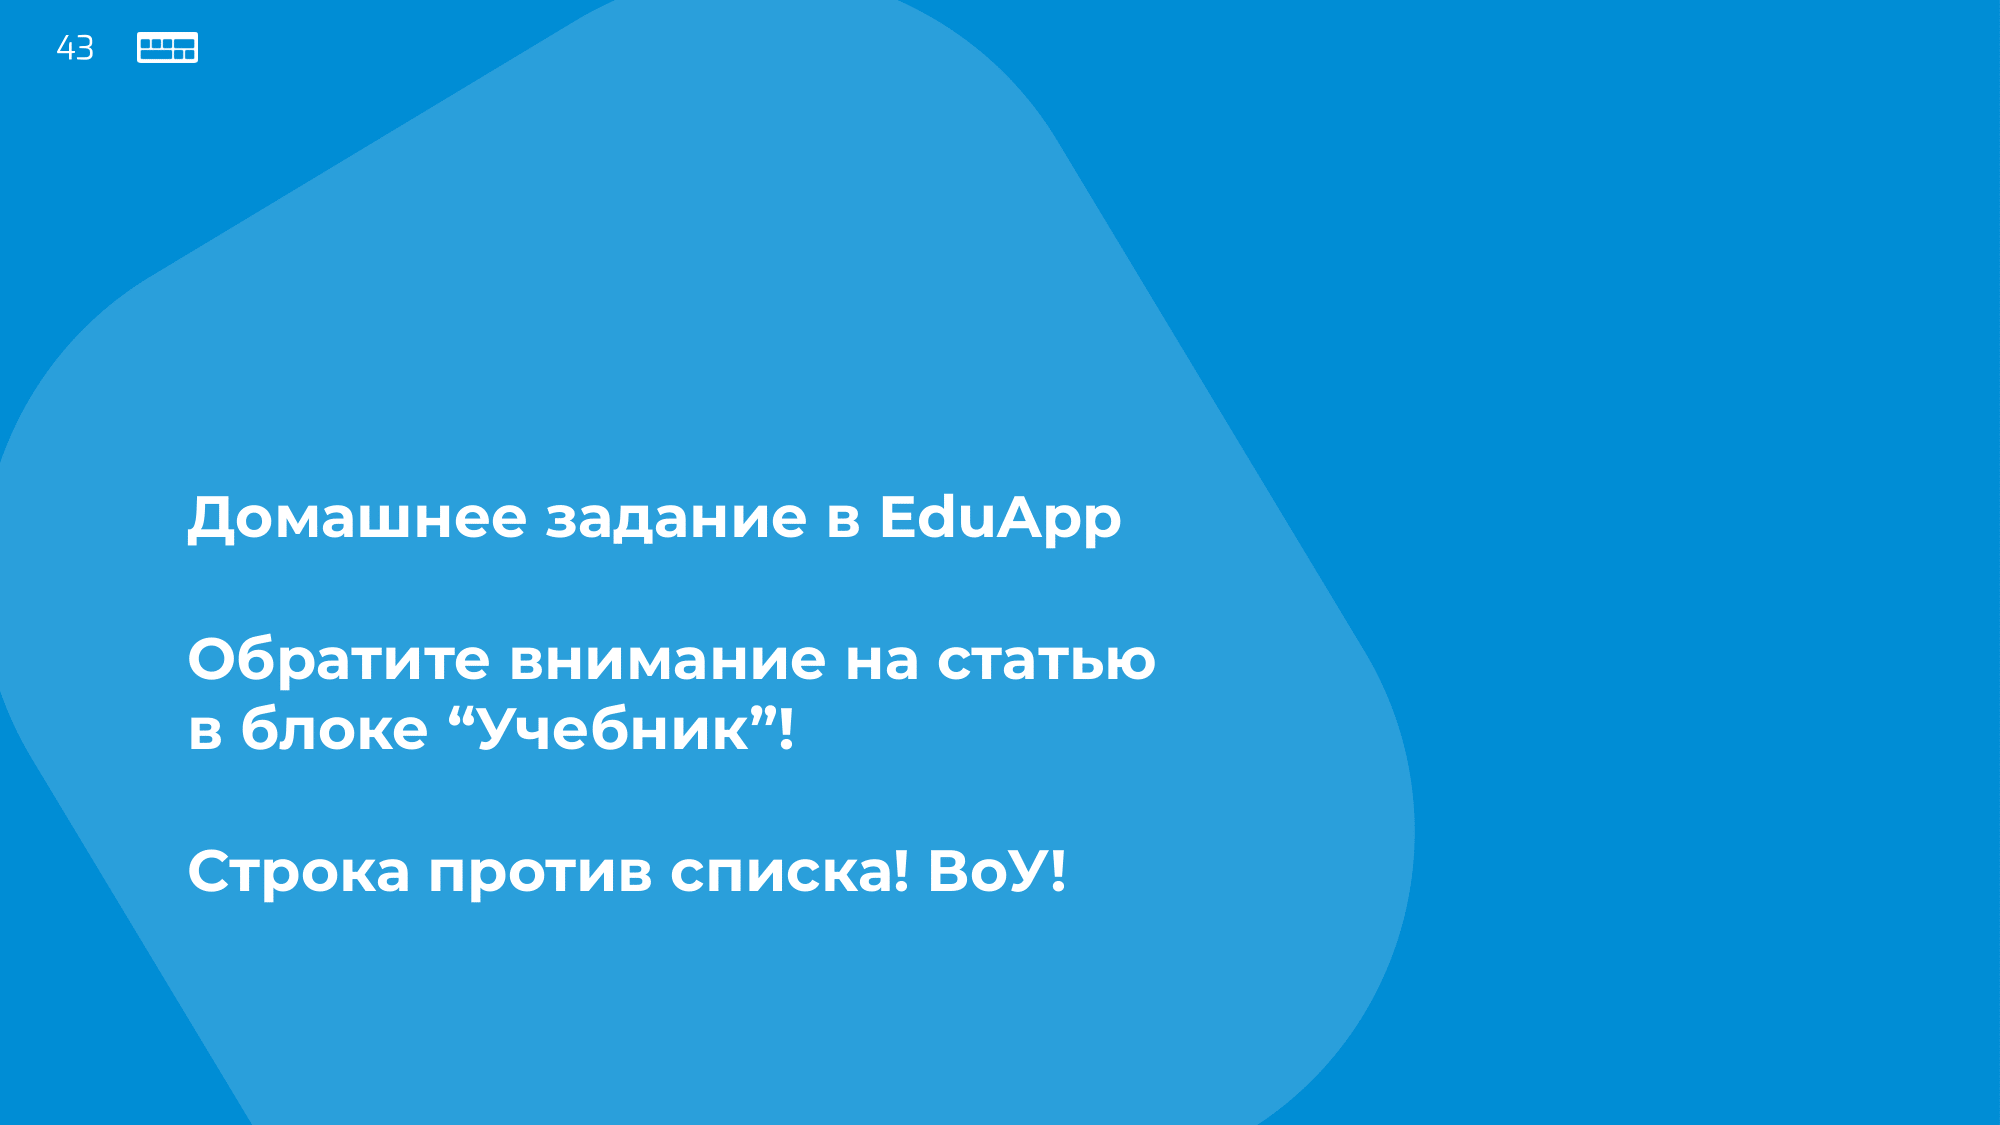 43
Домашнее задание в EduApp
Обратите внимание на статью
в блоке “Учебник”!
Строка против списка! ВоУ!